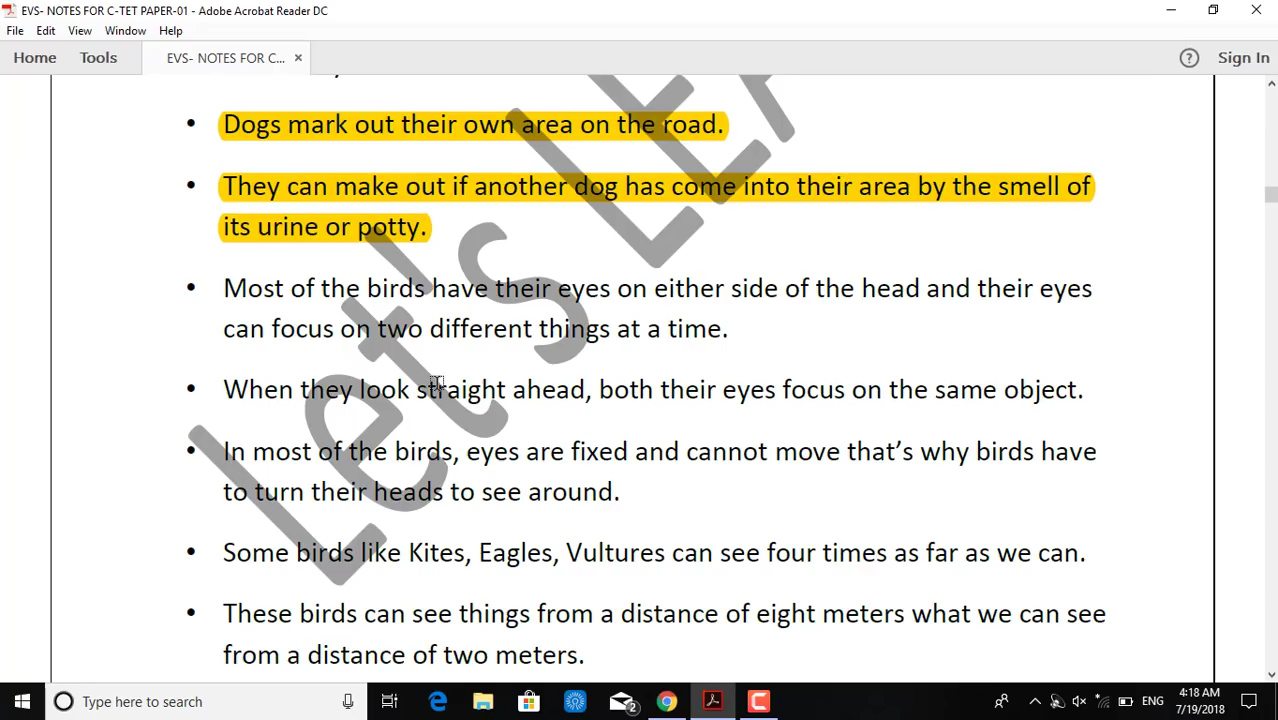 EVS- NOTES FOR C-TET PAPER-01 - Adobe Acrobat Reader DC
File Edit View Window Help
Home Tools EVS- NOTES FOR C... × Sign In
• Dogs mark out their own area on the road.
• They can make out if another dog has come into their area by the smell of
its urine or potty.
• Most of the birds have their eyes on either side of the head and their eyes
can focus on two different things at a time.
• When they look straight ahead, both their eyes focus on the same object.
• In most of the birds, eyes are fixed and cannot move that’s why birds have
to turn their heads to see around.
• Some birds like Kites, Eagles, Vultures can see four times as far as we can.
• These birds can see things from a distance of eight meters what we can see
from a distance of two meters.
Let's LEA
Type here to search
2
ENG
4:18 AM
7/19/2018